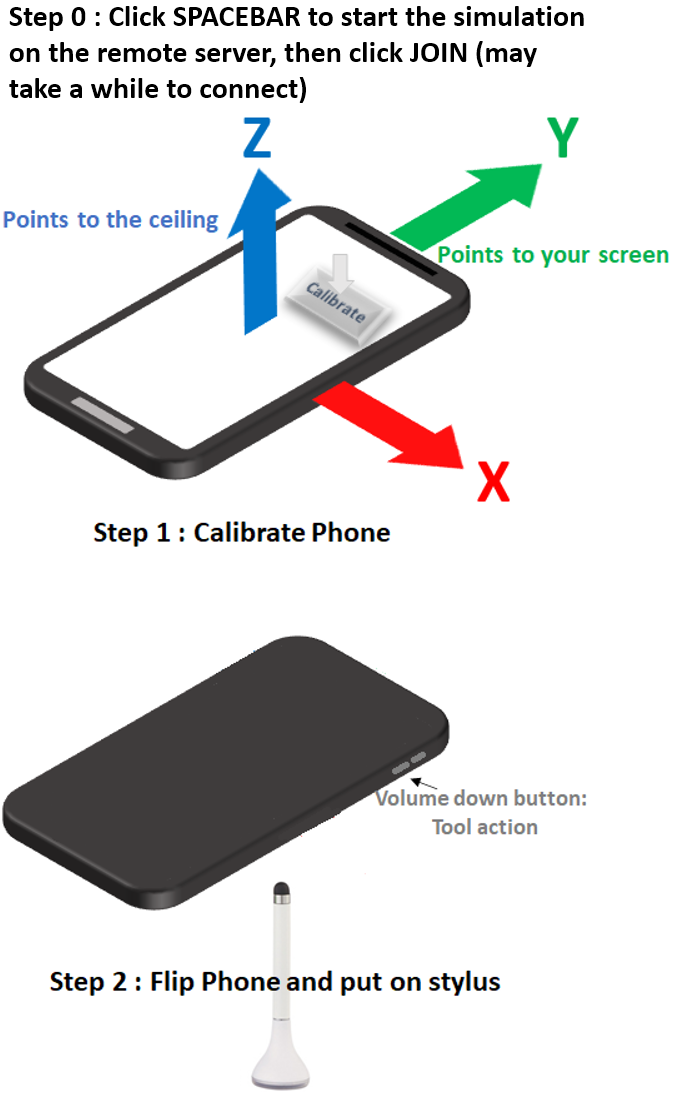 Step 0 : Click SPACEBAR to start the simulation
on the remote server, then click JOIN (may
take a while to connect)
Z
Y
Points to the ceiling
Points to your screen
Calibrate
X
Step 1 : Calibrate Phone
Volume down button:
Tool action
Step 2 : Flip Phone and put on stylus